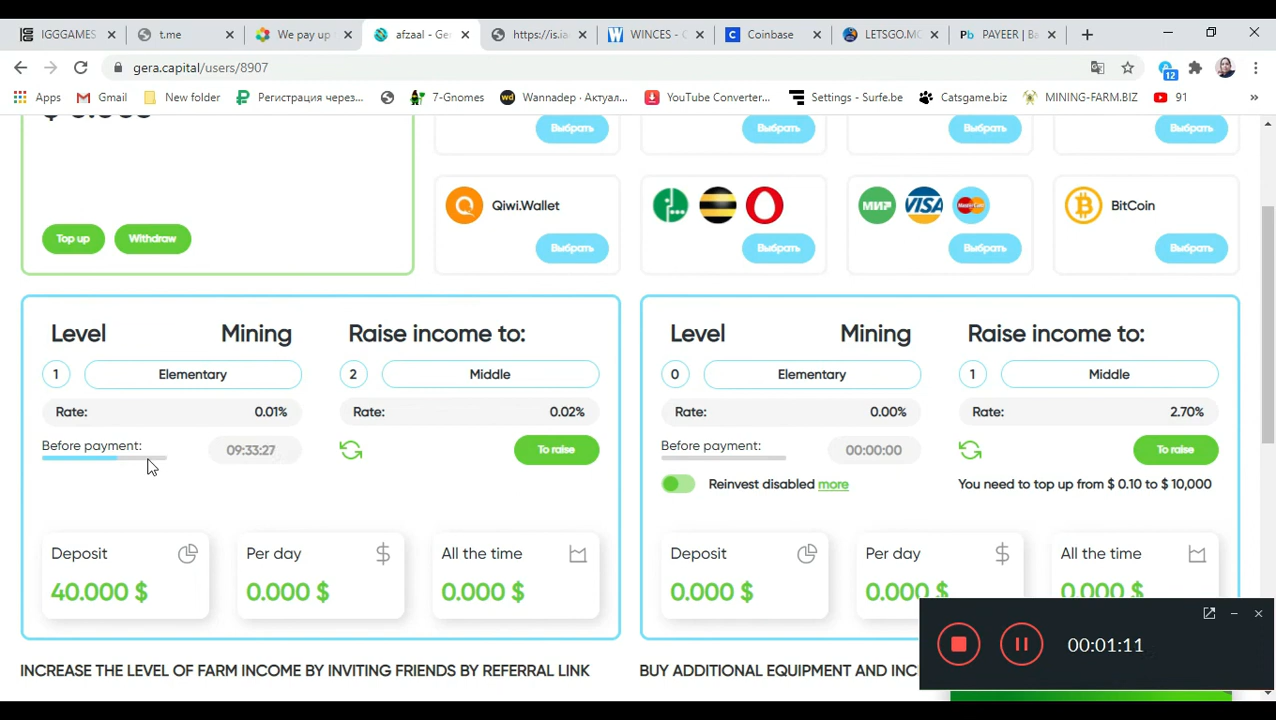 IGGGAMES
t.me
We pay up
afzaal - Ge
https://is.ia
WINCES - C
Coinbase
LETSGO.M
PAYEER | Ba
gera.capital/users/8907
12
Apps
Gmail
New folder
Регистрация через...
7-Gnomes
Wannadep - Актуал...
YouTube Converter...
Settings - Surfe.be
Catsgame.biz
MINING-FARM.BIZ
91
Выбрать Выбрать Выбрать Выбрать
Qiwi.Wallet
МИР VISA MasterCard
BitCoin
Top up Withdraw
Выбрать Выбрать Выбрать Выбрать
Level Mining Raise income to:
1 Elementary 2 Middle
Rate: 0.01% Rate: 0.02%
Before payment: 09:33:27 To raise
Deposit Per day All the time
40.000 $ 0.000 $ 0.000 $
Level Mining Raise income to:
0 Elementary 1 Middle
Rate: 0.00% Rate: 2.70%
Before payment: 00:00:00 To raise
Reinvest disabled more You need to top up from $ 0.10 to $ 10,000
Deposit Per day All the time
0.000 $ 0.000 $ 0.000 $
00:01:11
INCREASE THE LEVEL OF FARM INCOME BY INVITING FRIENDS BY REFERRAL LINK
BUY ADDITIONAL EQUIPMENT AND INC